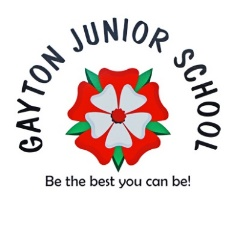 GAYTON JUNIOR SCHOOL
Be the best you can be!